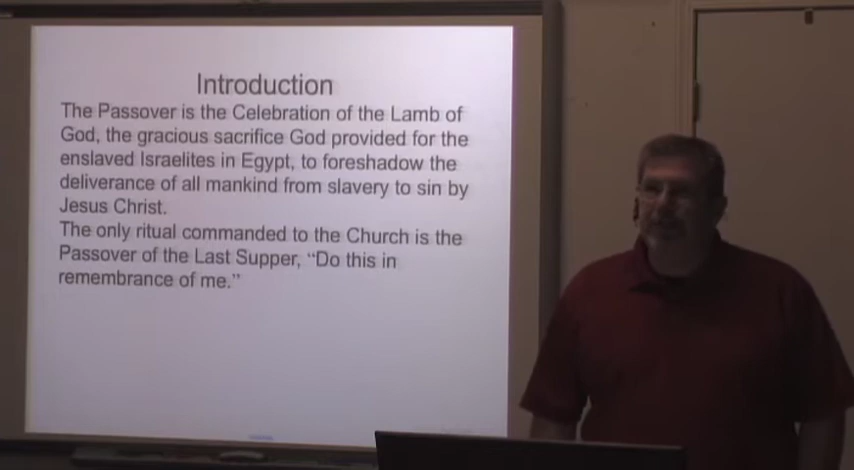 Introduction
The Passover is the Celebration of the Lamb of
God, the gracious sacrifice God provided for the
enslaved Israelites in Egypt, to foreshadow the
deliverance of all mankind from slavery to sin by
Jesus Christ.
The only ritual commanded to the Church is the
Passover of the Last Supper, “Do this in
remembrance of me.”